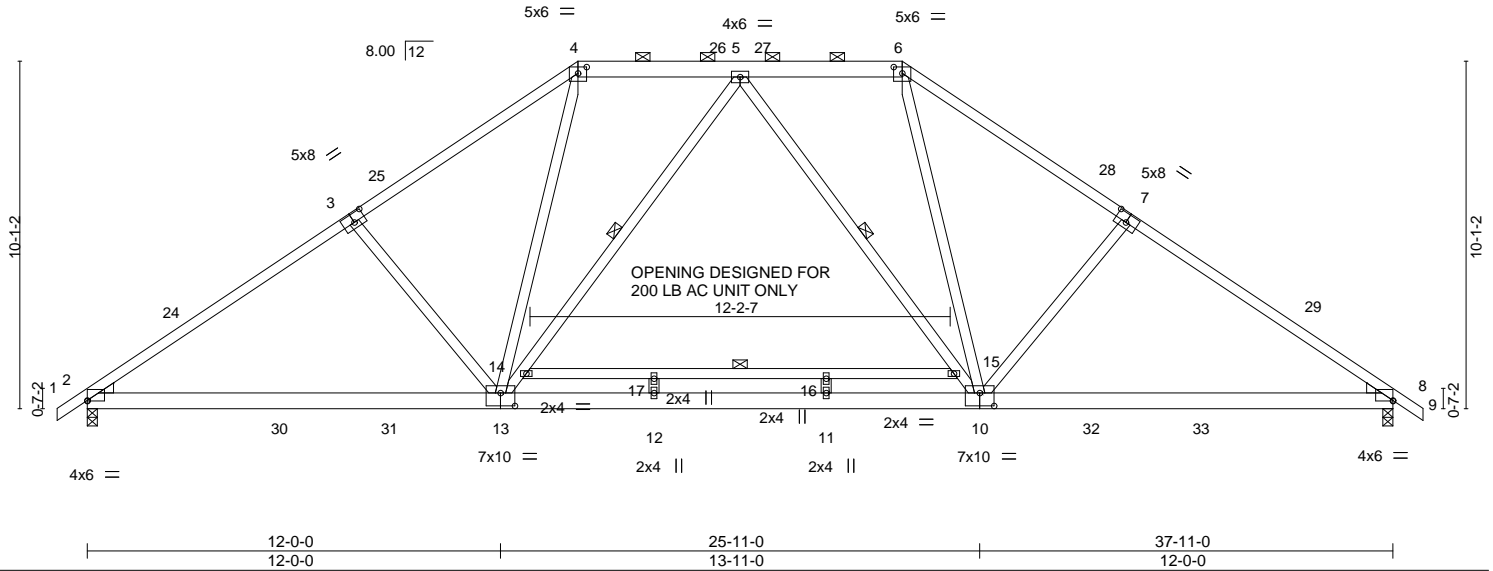 5x6 =
4x6 =
5x6 =
8.00 12
4
26 5 27
6
5x8
25
3
28
5x8
7
10-1-2
10-1-2
OPENING DESIGNED FOR
200 LB AC UNIT ONLY
12-2-7
24
29
14
15
1 2
17
16
8
9
0-7-2
0-7-2
2x4 =
2x4 ||
2x4 ||
2x4 =
30
31
13
12
11
10
32
33
4x6 =
7x10 =
2x4 ||
2x4 ||
7x10 =
4x6 =
12-0-0
25-11-0
37-11-0
12-0-0
13-11-0
12-0-0